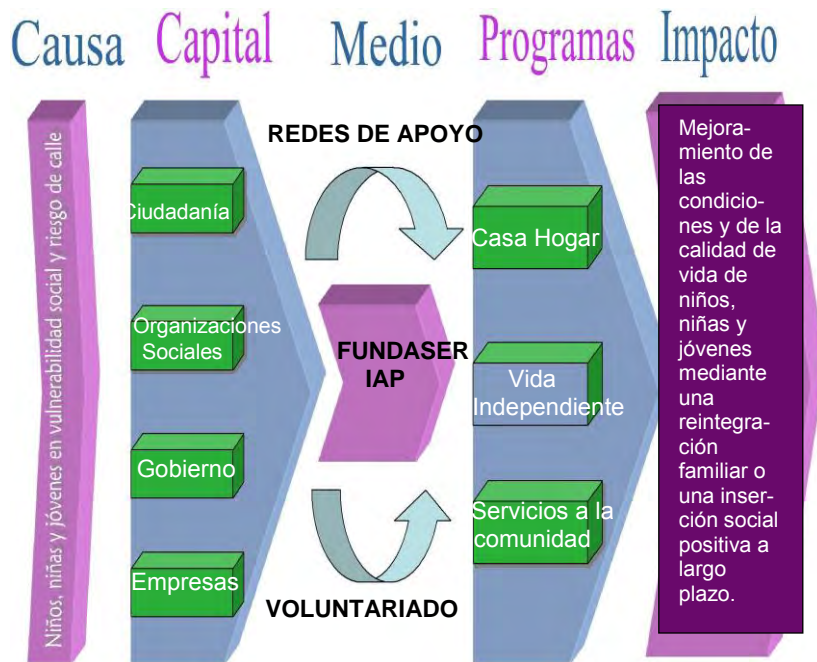 Causa
Capital
Medio
Programas
Impacto
Niños, niñas y jóvenes en vulnerabilidad social y riesgo de calle
Ciudadanía
Organizaciones
Sociales
Gobierno
Empresas
REDES DE APOYO
FUNDASER
IAP
VOLUNTARIADO
Casa Hogar
Vida
Independiente
Servicios a la
comunidad
Mejora-
miento de
las
condicio-
nes y de la
calidad de
vida de
niños,
niñas y
jóvenes
mediante
una
reintegra-
ción
familiar o
una inser-
ción social
positiva a
largo
plazo.